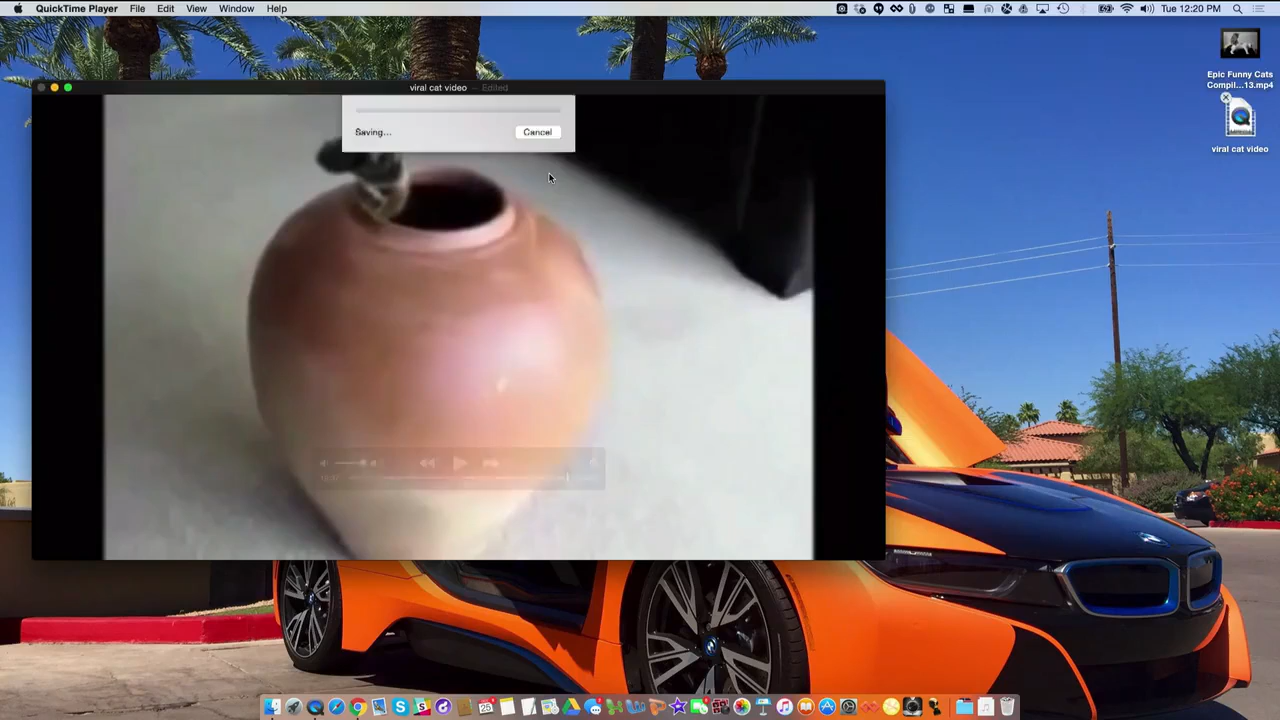 QuickTime Player File Edit View Window Help
Tue 12:20 PM
viral cat video — Edited
Saving...
Cancel
Epic Funny Cats
Compil...13.mp4
viral cat video